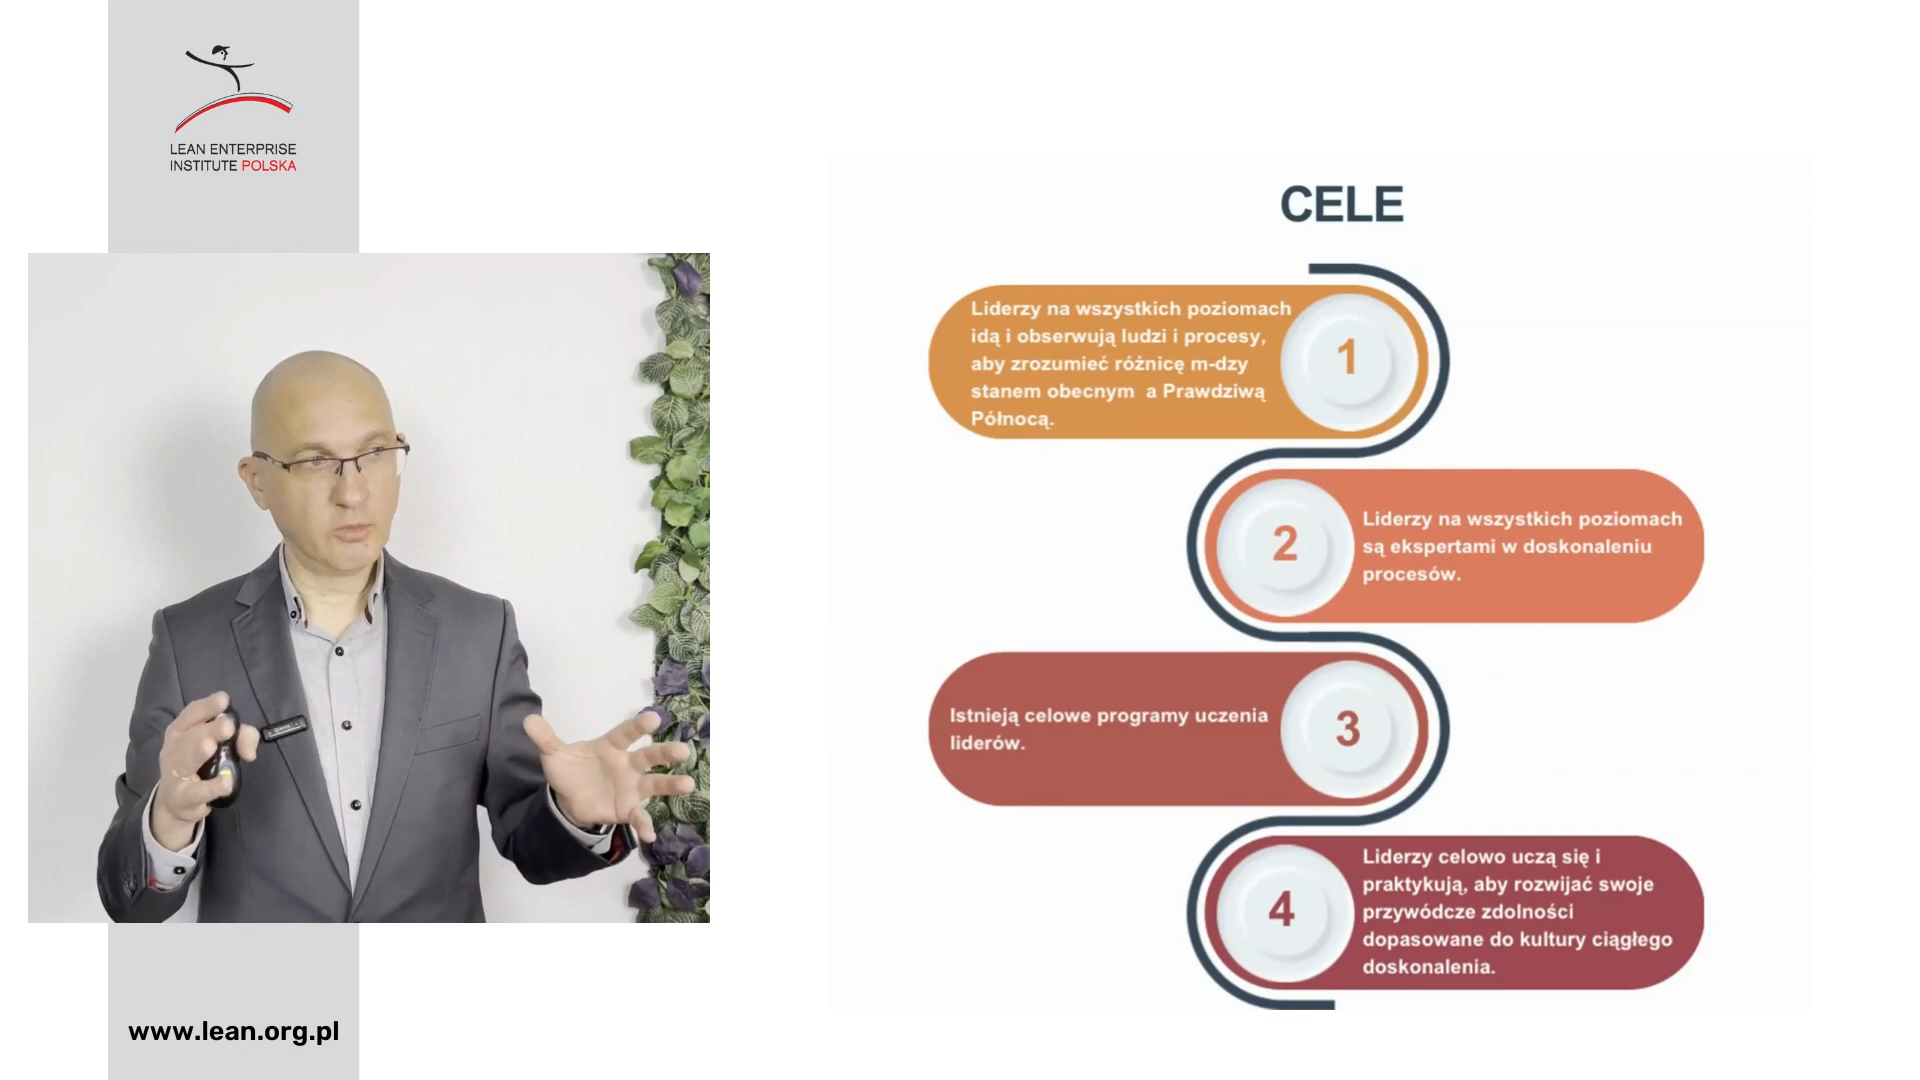 LEAN ENTERPRISE
INSTITUTE POLSKA
CELE
Liderzy na wszystkich poziomach
idą i obserwują ludzi i procesy,
aby zrozumieć różnicę m-dzy
stanem obecnym a Prawdziwą
Północą.
1
2
Liderzy na wszystkich poziomach
są ekspertami w doskonaleniu
procesów.
Istnieją celowe programy uczenia
liderów.
3
4
Liderzy celowo uczą się i
praktykują, aby rozwijać swoje
przywódcze zdolności
dopasowane do kultury ciągłego
doskonalenia.
www.lean.org.pl